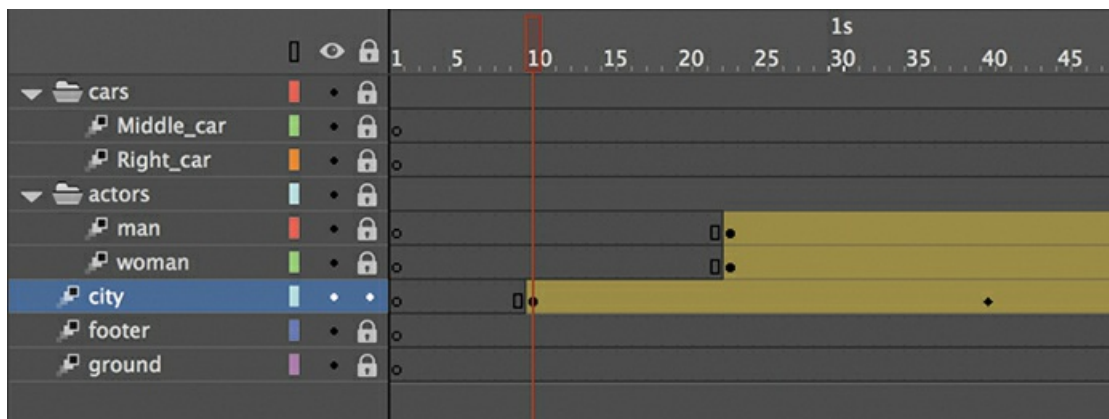 1s
1 5 10 15 20 25 30 35 40 45
cars
Middle_car
Right_car
actors
man
woman
city
footer
ground